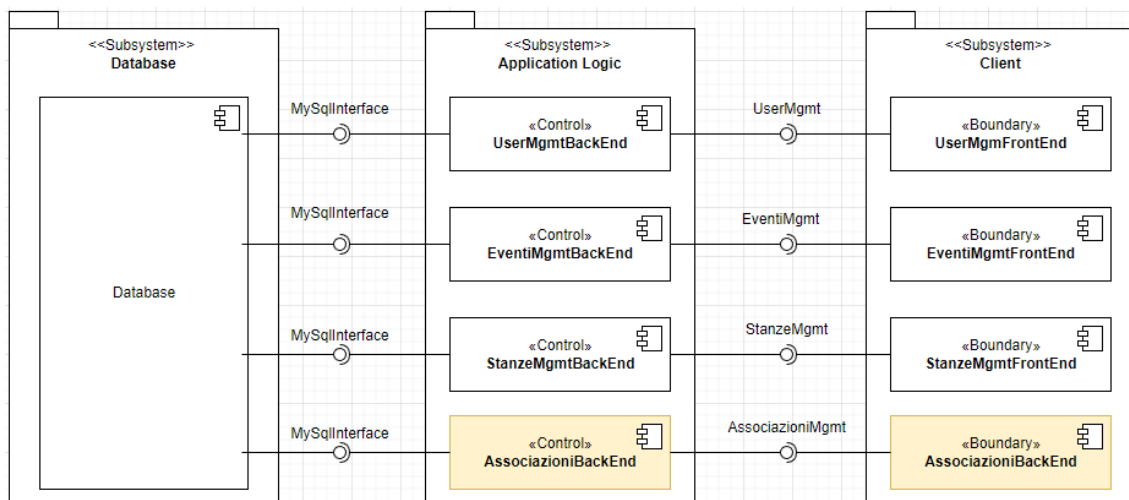 <<Subsystem>>
Database
Database
MySqlInterface
MySqlInterface
MySqlInterface
MySqlInterface
<<Subsystem>>
Application Logic
«Control»
UserMgmtBackEnd
«Control»
EventiMgmtBackEnd
«Control»
StanzeMgmtBackEnd
«Control»
AssociazioniBackEnd
UserMgmt
EventiMgmt
StanzeMgmt
AssociazioniMgmt
<<Subsystem>>
Client
«Boundary»
UserMgmFrontEnd
«Boundary»
EventiMgmtFrontEnd
«Boundary»
StanzeMgmtFrontEnd
«Boundary»
AssociazioniBackEnd